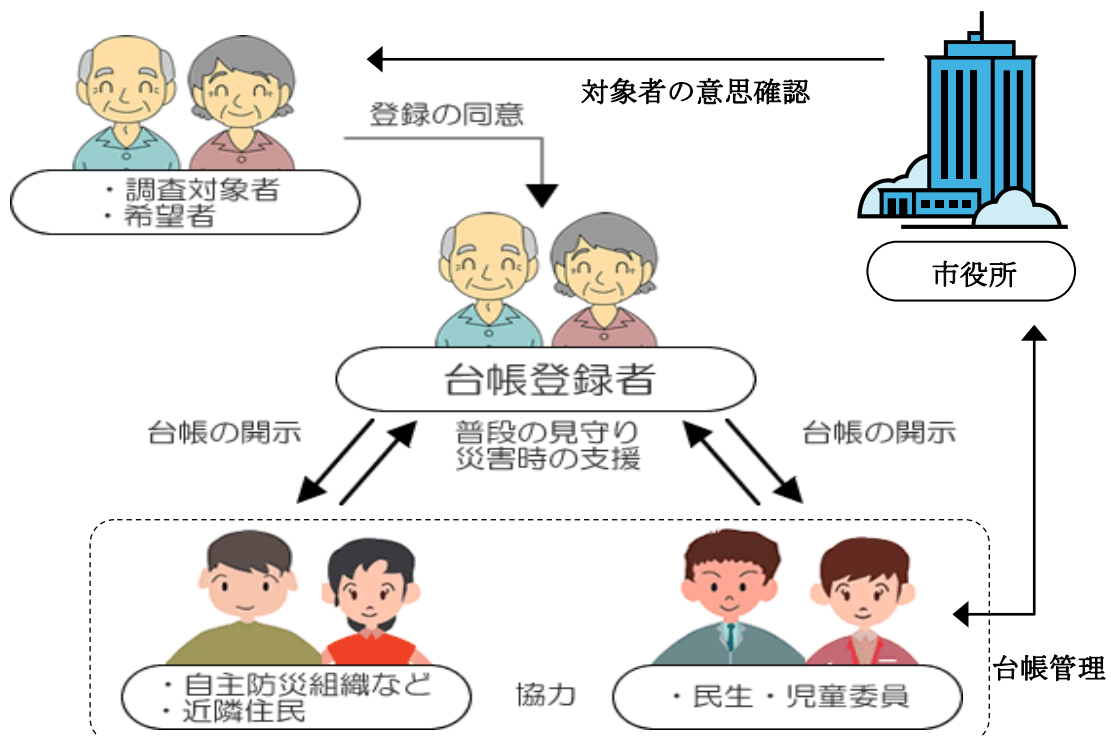 対象者の意思確認
登録の同意
・調査対象者
・希望者
市役所
台帳登録者
台帳の開示
普段の見守り
災害時の支援
台帳の開示
・自主防災組織など
・近隣住民
協力
・民生・児童委員
台帳管理